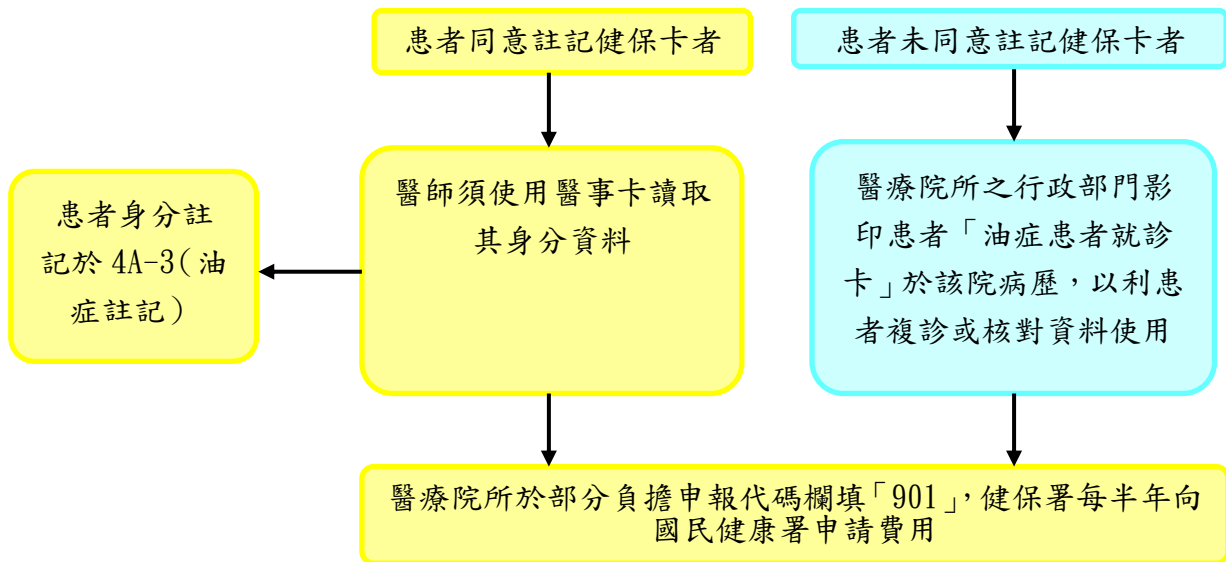 患者同意註記健保卡者
患者未同意註記健保卡者
患者身分註
記於 4A-3(油
症註記)
醫師須使用醫事卡讀取
其身分資料
醫療院所之行政部門影
印患者「油症患者就診
卡」於該院病歷，以利患
者複診或核對資料使用
醫療院所於部分負擔申報代碼欄填「901」，健保署每半年向
國民健康署申請費用